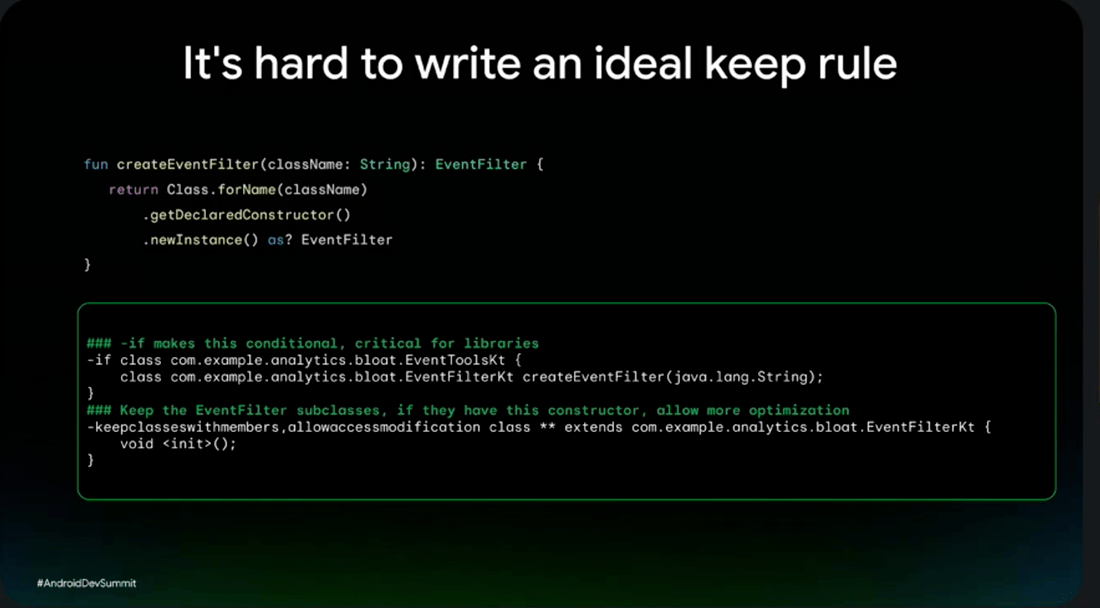 It's hard to write an ideal keep rule
fun createEventFilter(className: String): EventFilter {
return Class.forName(className)
.getDeclaredConstructor()
.newInstance() as? EventFilter
}
### -if makes this conditional, critical for libraries
-if class com.example.analytics.bloat.EventToolsKt {
class com.example.analytics.bloat.EventFilterKt createEventFilter(java.lang.String);
}
### Keep the EventFilter subclasses, if they have this constructor, allow more optimization
-keepclasseswithmembers,allowaccessmodification class ** extends com.example.analytics.bloat.EventFilterKt {
void <init>();
}
#AndroidDevSummit